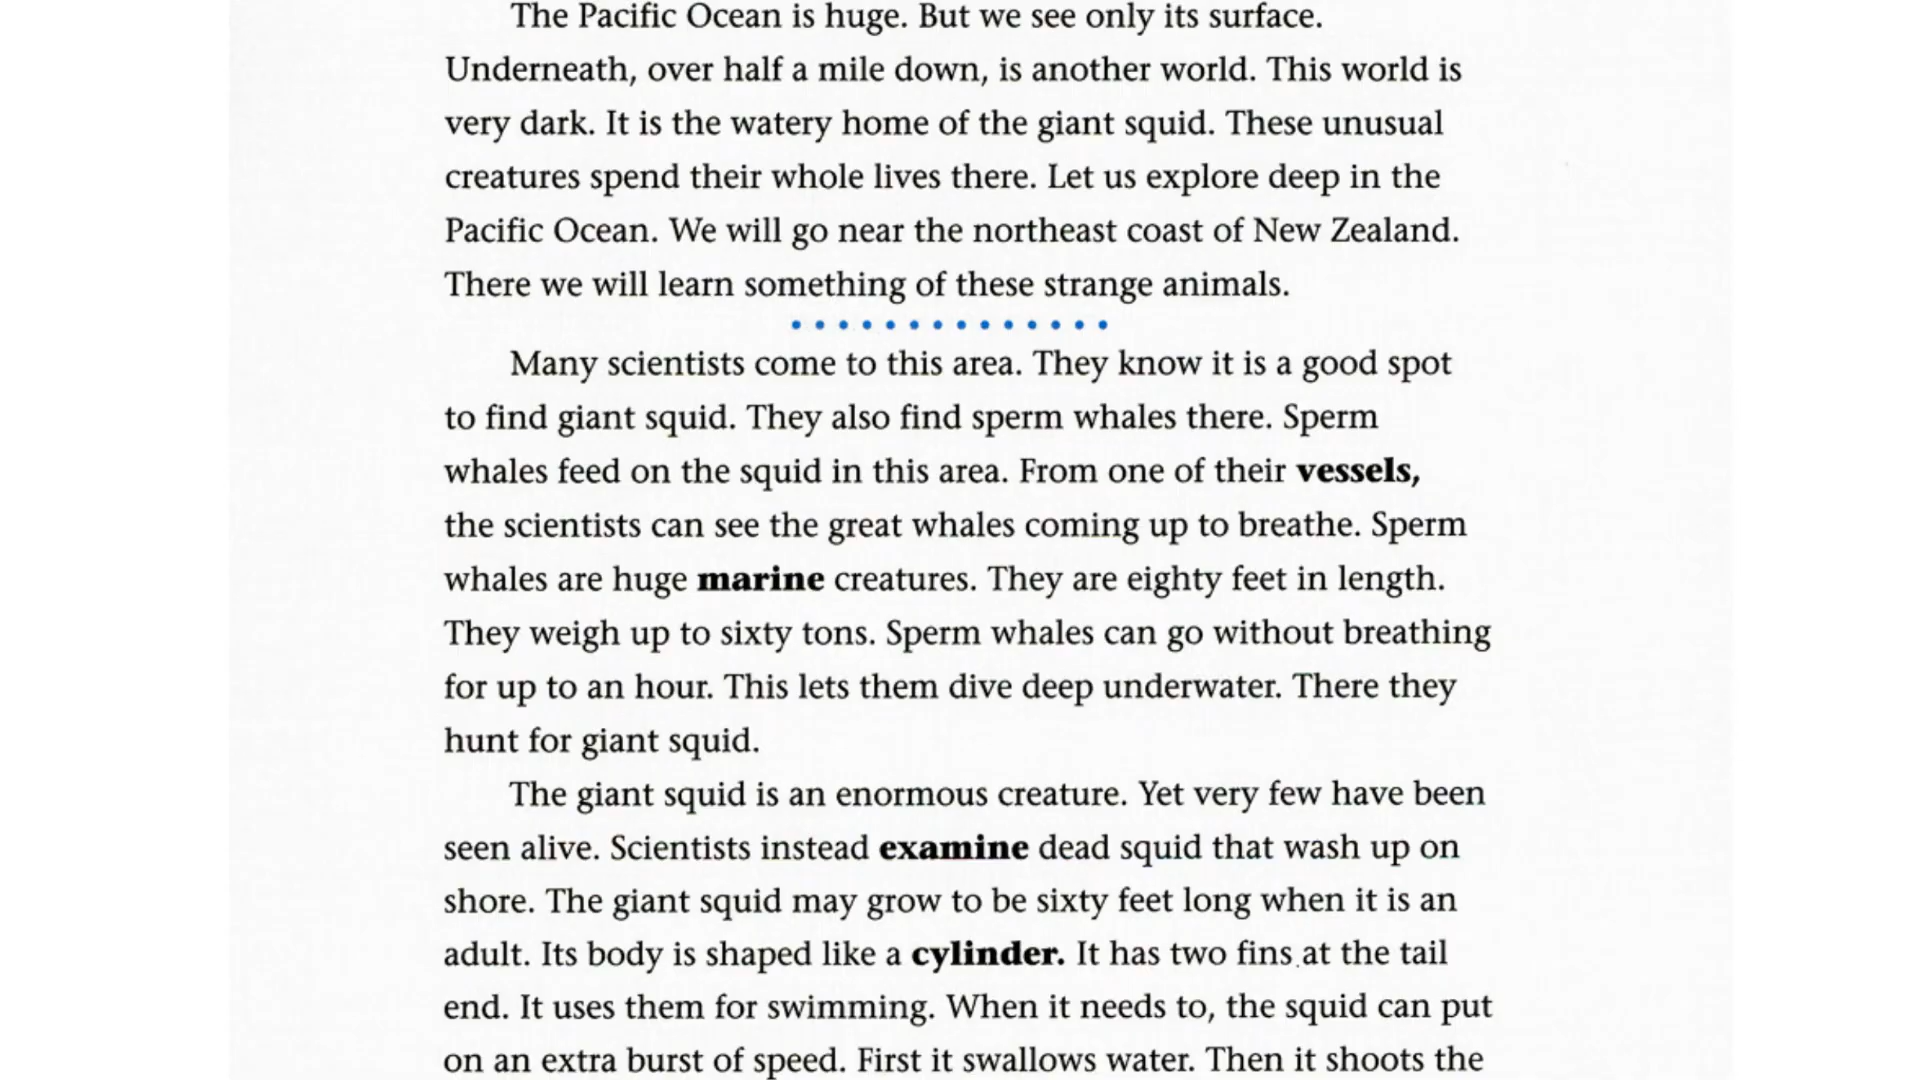 The Pacific Ocean is huge. But we see only its surface.
Underneath, over half a mile down, is another world. This world is
very dark. It is the watery home of the giant squid. These unusual
creatures spend their whole lives there. Let us explore deep in the
Pacific Ocean. We will go near the northeast coast of New Zealand.
There we will learn something of these strange animals.
Many scientists come to this area. They know it is a good spot
to find giant squid. They also find sperm whales there. Sperm
whales feed on the squid in this area. From one of their vessels,
the scientists can see the great whales coming up to breathe. Sperm
whales are huge marine creatures. They are eighty feet in length.
They weigh up to sixty tons. Sperm whales can go without breathing
for up to an hour. This lets them dive deep underwater. There they
hunt for giant squid.
The giant squid is an enormous creature. Yet very few have been
seen alive. Scientists instead examine dead squid that wash up on
shore. The giant squid may grow to be sixty feet long when it is an
adult. Its body is shaped like a cylinder. It has two fins at the tail
end. It uses them for swimming. When it needs to, the squid can put
on an extra burst of speed. First it swallows water. Then it shoots the